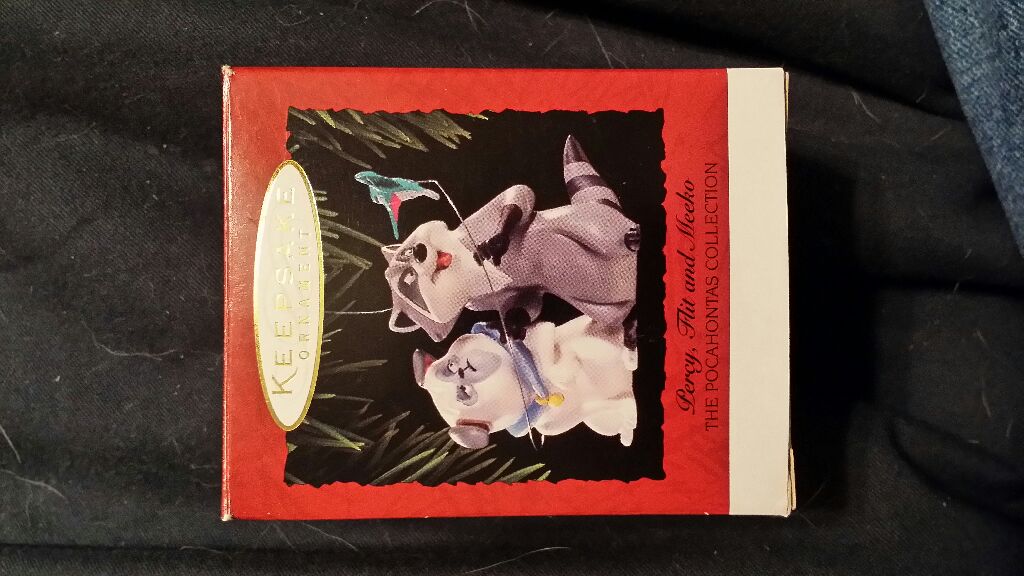 KEEPSAKE
ORNAMENT
Percy, Flit and Meeko
THE POCAHONTAS COLLECTION